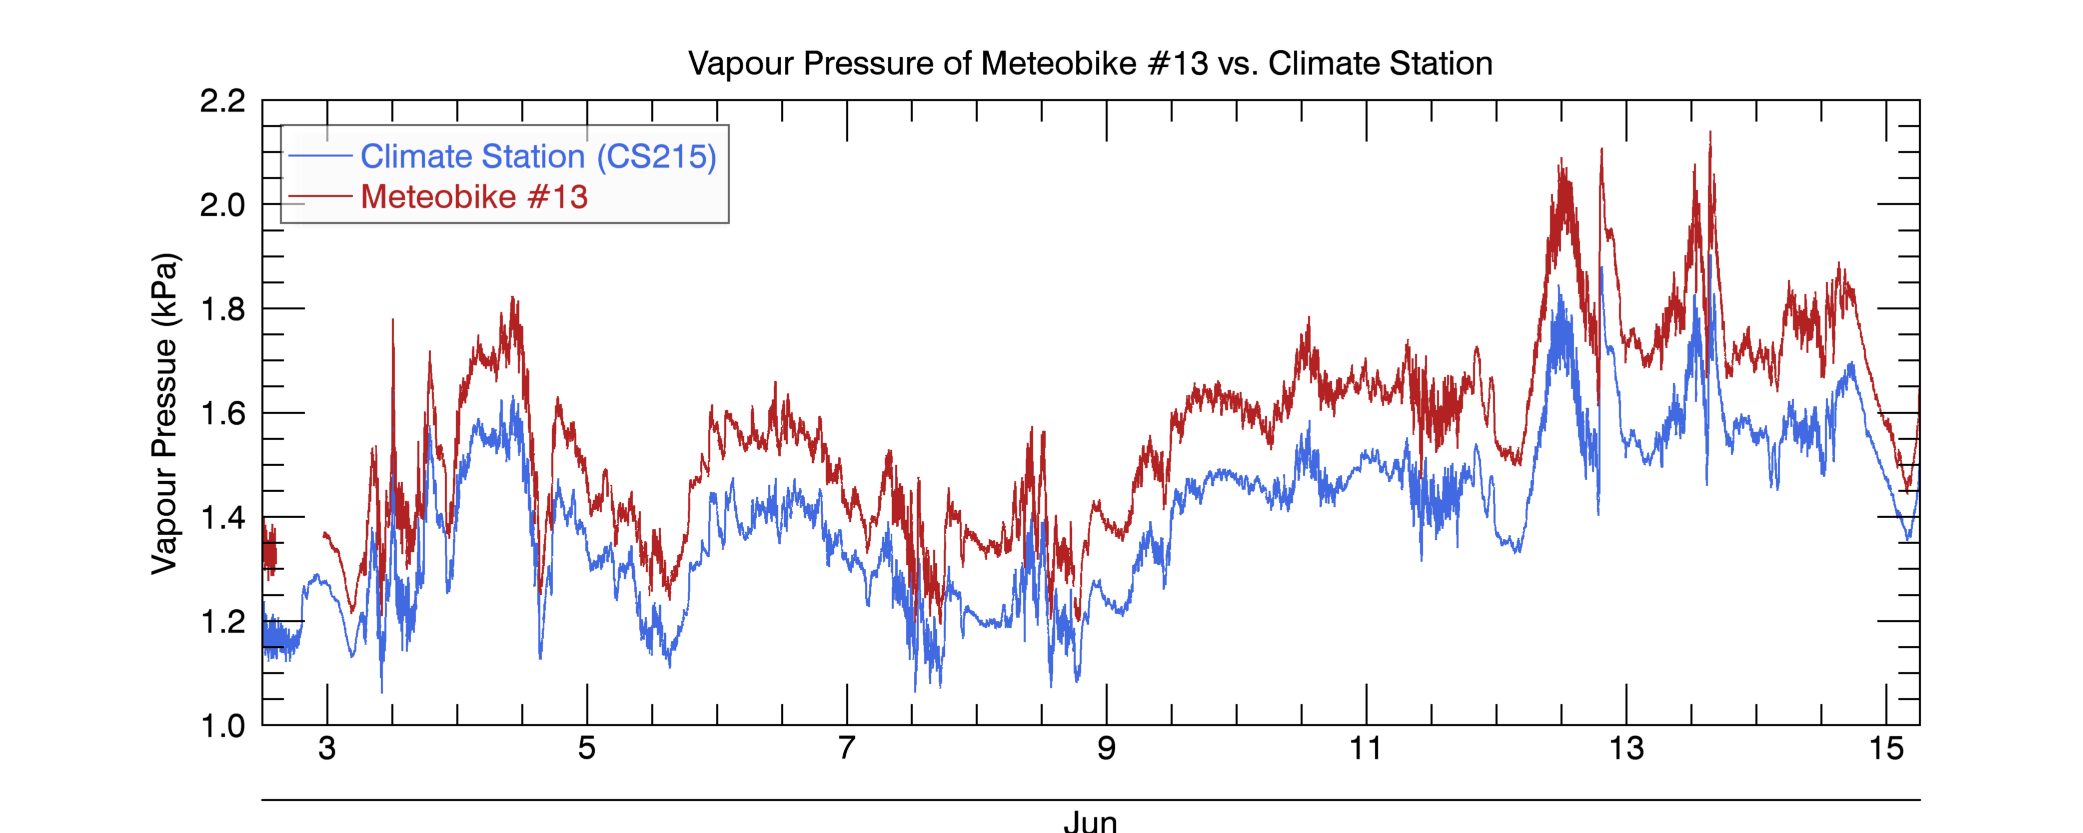 Vapour Pressure of Meteobike #13 vs. Climate Station
Vapour Pressue (kPa)
2.2
2.0
1.8
1.6
1.4
1.2
1.0
Climate Station (CS215)
Meteobike #13
3 5 7 9 11 13 15
Jun